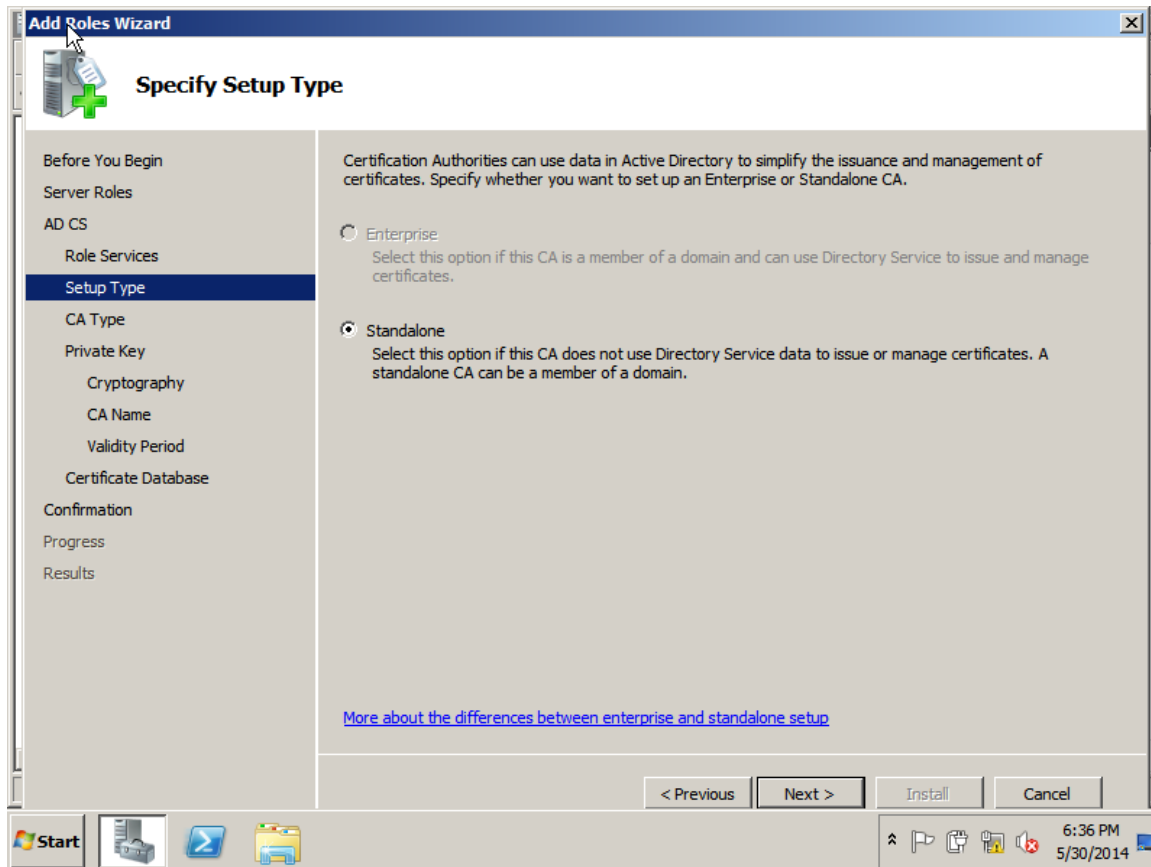 Add Roles Wizard
Specify Setup Type
Before You Begin
Server Roles
AD CS
Role Services
Setup Type
CA Type
Private Key
Cryptography
CA Name
Validity Period
Certificate Database
Confirmation
Progress
Results
Certification Authorities can use data in Active Directory to simplify the issuance and management of
certificates. Specify whether you want to set up an Enterprise or Standalone CA.
Enterprise
Select this option if this CA is a member of a domain and can use Directory Service to issue and manage
certificates.
Standalone
Select this option if this CA does not use Directory Service data to issue or manage certificates. A
standalone CA can be a member of a domain.
More about the differences between enterprise and standalone setup
< Previous
Next >
Install
Cancel
Start
6:36 PM
5/30/2014